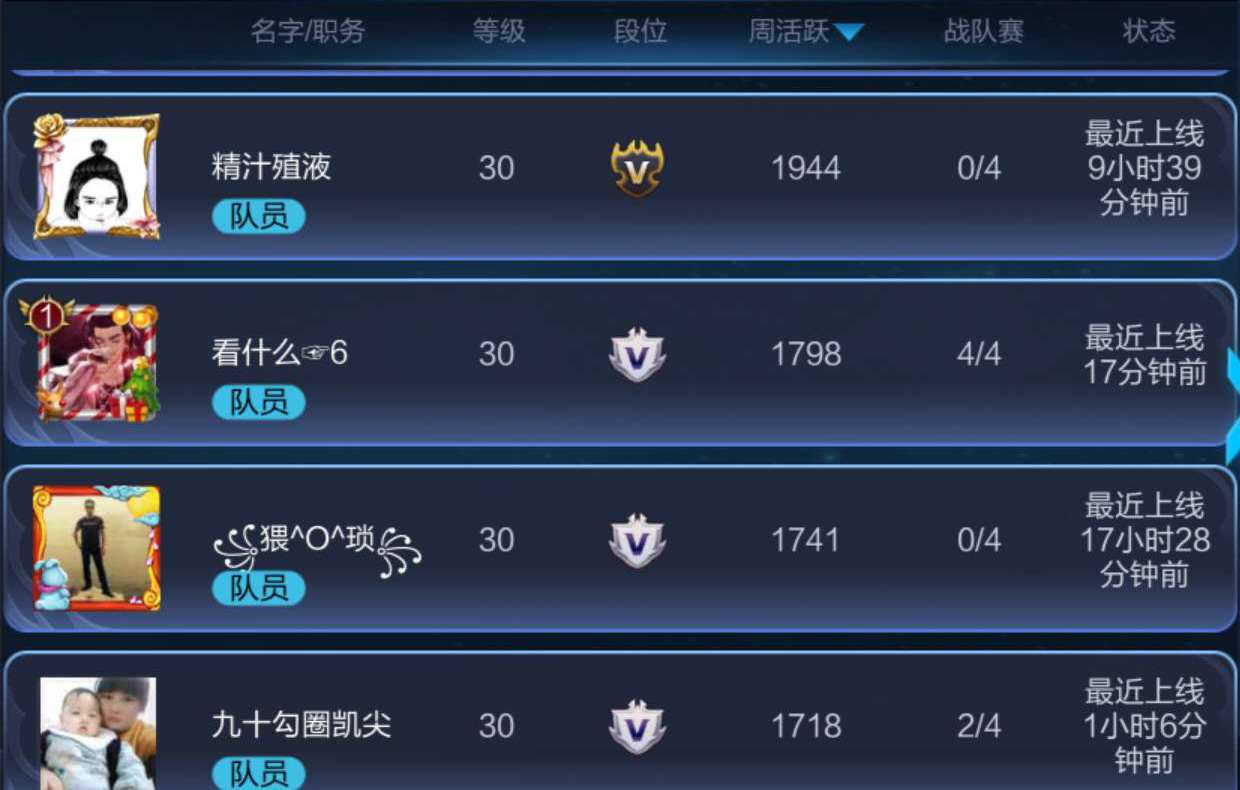 名字/职务 等级 段位 周活跃 战队赛 状态
最近上线
精汁殖液 30 V 1944 0/4 9小时39
队员 分钟前
1
看什么☞6 30 V 1798 4/4 最近上线
队员 17分钟前
最近上线
꧁猥^O^琐꧂ 30 V 1741 0/4 17小时28
队员 分钟前
最近上线
九十勾圈凯尖 30 V 1718 2/4 1小时6分
队员 钟前